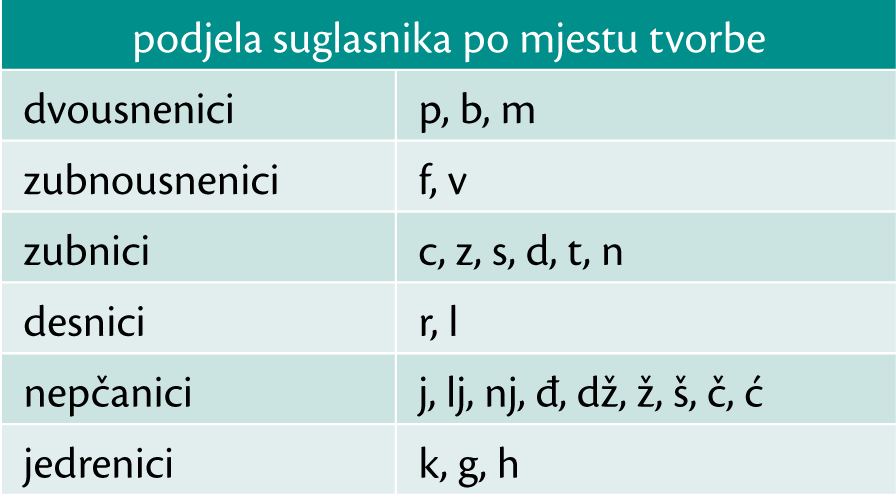 podjela suglasnika po mjestu tvorbe
dvousnenici p, b, m
zubnousnenici f, v
zubnici c, z, s, d, t, n
desnici r, l
nepčanici j, lj, nj, đ, dž, ž, š, č, ć
jedrenici k, g, h